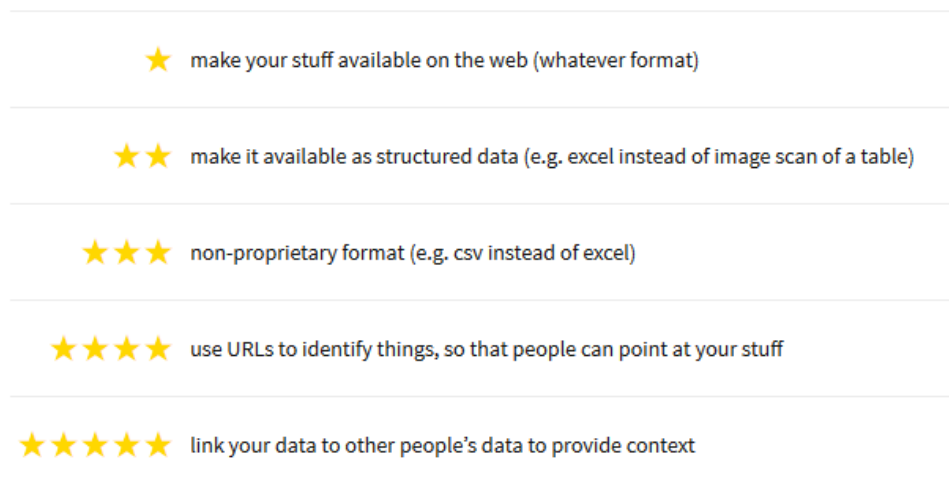 make your stuff available on the web (whatever format)
make it available as structured data (e.g. excel instead of image scan of a table)
non-proprietary format (e.g. csv instead of excel)
use URLs to identify things, so that people can point at your stuff
link your data to other people’s data to provide context